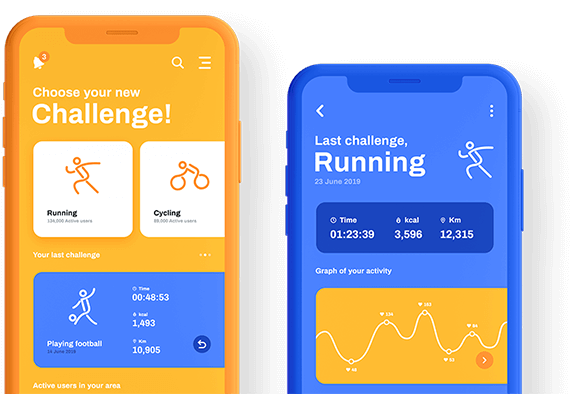 3
Choose your new
Challenge!
Running
124,000 Active users
Cycling
89,000 Active users
Your last challenge
Time
00:48:53
kcal
1,493
Km
10,905
Playing football
14 June 2019
Active users in your area
Last challenge,
Running
23 June 2019
Time
kcal
Km
01:23:39
3,596
12,315
Graph of your activity
136
163
86
48
52